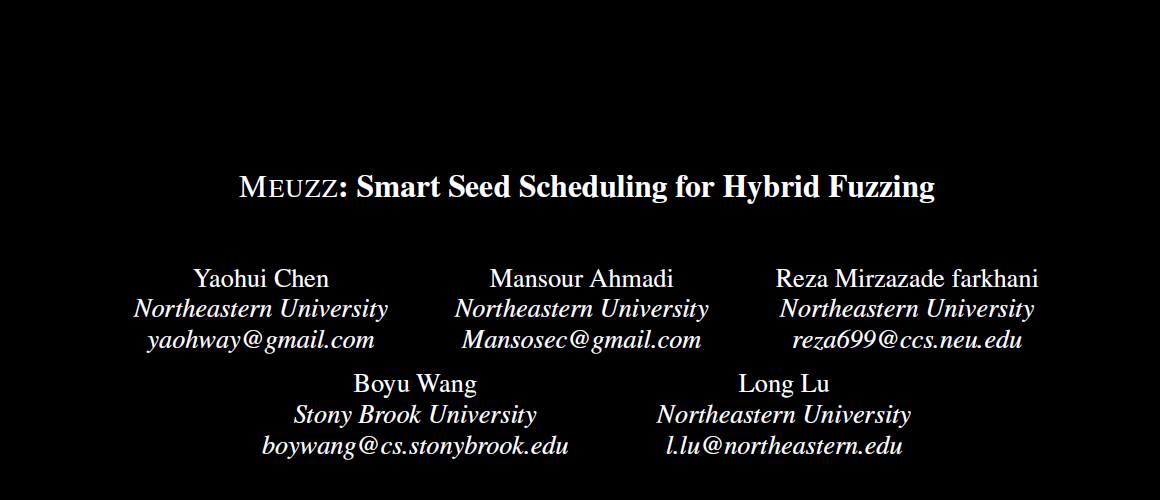 MEUZZ: Smart Seed Scheduling for Hybrid Fuzzing
Yaohui Chen
Northeastern University
yaohway@gmail.com
Mansour Ahmadi
Northeastern University
Mansosec@gmail.com
Reza Mirzazade farkhani
Northeastern University
reza699@ccs.neu.edu
Boyu Wang
Stony Brook University
boywang@cs.stonybrook.edu
Long Lu
Northeastern University
l.lu@northeastern.edu